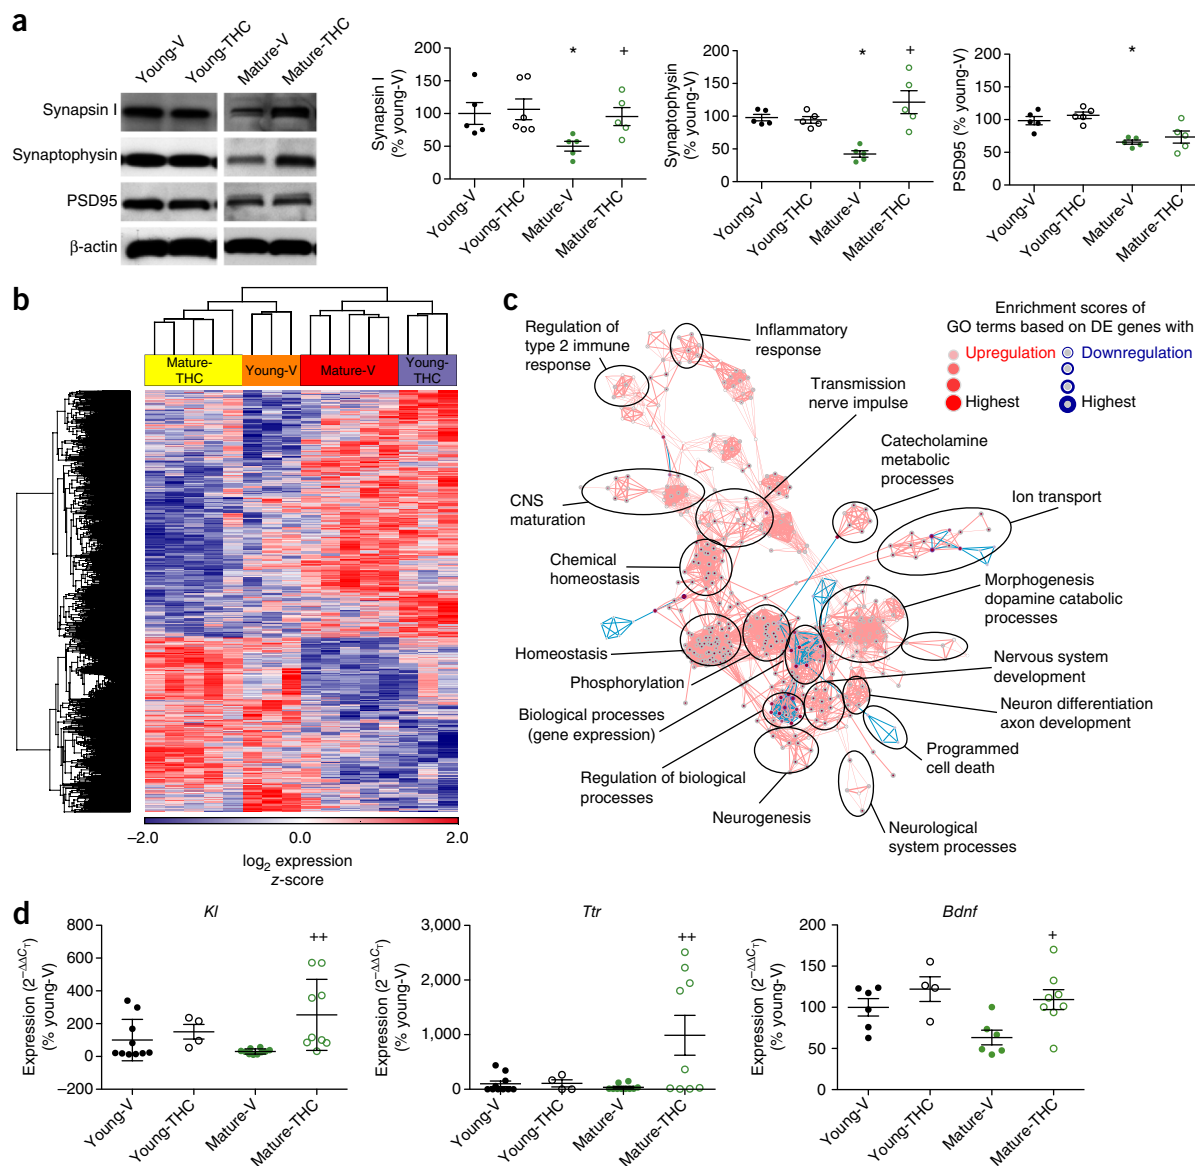 a
Young-V
Young-THC
Mature-V
Mature-THC
Synapsin I
Synaptophysin
PSD95
β-actin
Synapsin I
(% young-V)
200
150
100
50
0
*
+
Young-V
Young-THC
Mature-V
Mature-THC
Synaptophysin
(% young-V)
200
150
100
50
0
*
+
Young-V
Young-THC
Mature-V
Mature-THC
PSD95 (% young-V)
200
150
100
50
0
*
Young-V
Young-THC
Mature-V
Mature-THC
b
Mature-
THC
Young-V
Mature-V
Young-
THC
–2.0
0.0
2.0
log2 expression
z-score
c
Enrichment scores of
GO terms based on DE genes with
Upregulation
Downregulation
Highest
Highest
Regulation of
type 2 immune
response
Inflammatory
response
Transmission
nerve impulse
Catecholamine
metabolic
processes
Ion transport
CNS
maturation
Chemical
homeostasis
Morphogenesis
dopamine catabolic
processes
Homeostasis
Phosphorylation
Nervous system
development
Biological processes
(gene expression)
Neuron differentiation
axon development
Regulation of biological
processes
Programmed
cell death
Neurogenesis
Neurological
system processes
d
Kl
Expression (2−ΔΔCT)
(% young-V)
800
600
400
200
0
−200
++
Young-V
Young-THC
Mature-V
Mature-THC
Ttr
Expression (2−ΔΔCT)
(% young-V)
3,000
2,000
1,000
0
++
Young-V
Young-THC
Mature-V
Mature-THC
Bdnf
Expression (2−ΔΔCT)
(% young-V)
200
150
100
50
0
+
Young-V
Young-THC
Mature-V
Mature-THC